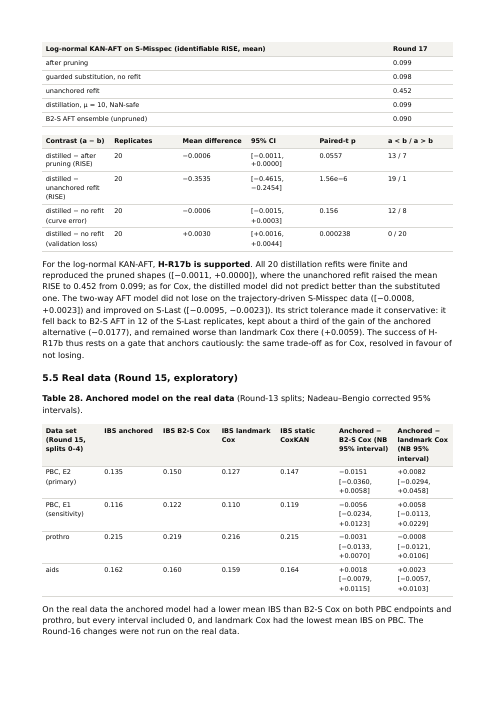 Log-normal KAN-AFT on S-Misspec (identifiable RISE, mean) Round 17
after pruning 0.099
guarded substitution, no refit 0.098
unanchored refit 0.452
distillation, μ = 10, NaN-safe 0.099
B2-S AFT ensemble (unpruned) 0.090
Contrast (a − b) Replicates Mean difference 95% CI Paired-t p a < b / a > b
distilled − after pruning (RISE) 20 −0.0006 [−0.0011, +0.0000] 0.0557 13 / 7
distilled − unanchored refit (RISE) 20 −0.3535 [−0.4615, −0.2454] 1.56e−6 19 / 1
distilled − no refit (curve error) 20 −0.0006 [−0.0015, +0.0003] 0.156 12 / 8
distilled − no refit (validation loss) 20 +0.0030 [+0.0016, +0.0044] 0.000238 0 / 20
For the log-normal KAN-AFT, H-R17b is supported. All 20 distillation refits were finite and
reproduced the pruned shapes ([−0.0011, +0.0000]), where the unanchored refit raised the mean
RISE to 0.452 from 0.099; as for Cox, the distilled model did not predict better than the substituted
one. The two-way AFT model did not lose on the trajectory-driven S-Misspec data ([−0.0008,
+0.0023]) and improved on S-Last ([−0.0095, −0.0023]). Its strict tolerance made it conservative: it
fell back to B2-S AFT in 12 of the S-Last replicates, kept about a third of the gain of the anchored
alternative (−0.0177), and remained worse than landmark Cox there (+0.0059). The success of H-
R17b thus rests on a gate that anchors cautiously: the same trade-off as for Cox, resolved in favour of
not losing.
5.5 Real data (Round 15, exploratory)
Table 28. Anchored model on the real data (Round-13 splits; Nadeau–Bengio corrected 95%
intervals).
Data set (Round 15, splits 0–4) IBS anchored IBS B2-S Cox IBS landmark Cox IBS static CoxKAN Anchored − B2-S Cox (NB 95% interval) Anchored − landmark Cox (NB 95% interval)
PBC, E2 (primary) 0.135 0.150 0.127 0.147 −0.0151 [−0.0360, +0.0058] +0.0082 [−0.0294, +0.0458]
PBC, E1 (sensitivity) 0.116 0.122 0.110 0.119 −0.0056 [−0.0234, +0.0123] +0.0058 [−0.0113, +0.0229]
prothro 0.215 0.219 0.216 0.215 −0.0031 [−0.0133, +0.0070] −0.0008 [−0.0121, +0.0106]
aids 0.162 0.160 0.159 0.164 +0.0018 [−0.0079, +0.0115] +0.0023 [−0.0057, +0.0103]
On the real data the anchored model had a lower mean IBS than B2-S Cox on both PBC endpoints and
prothro, but every interval included 0, and landmark Cox had the lowest mean IBS on PBC. The
Round-16 changes were not run on the real data.